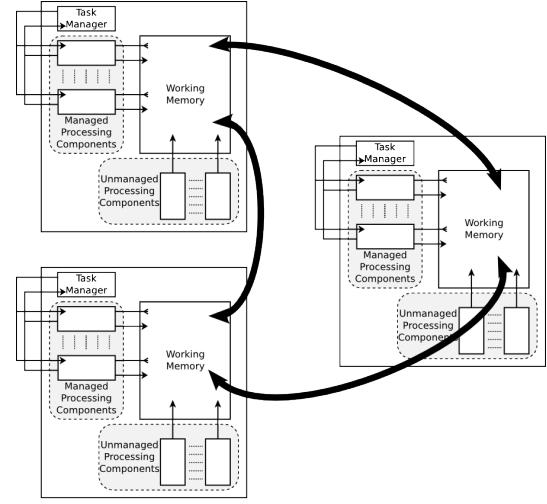 Task
Manager
Working
Memory
Managed
Processing
Components
Unmanaged
Processing
Components
Task
Manager
Working
Memory
Managed
Processing
Components
Unmanaged
Processing
Components
Task
Manager
Working
Memory
Managed
Processing
Components
Unmanaged
Processing
Components